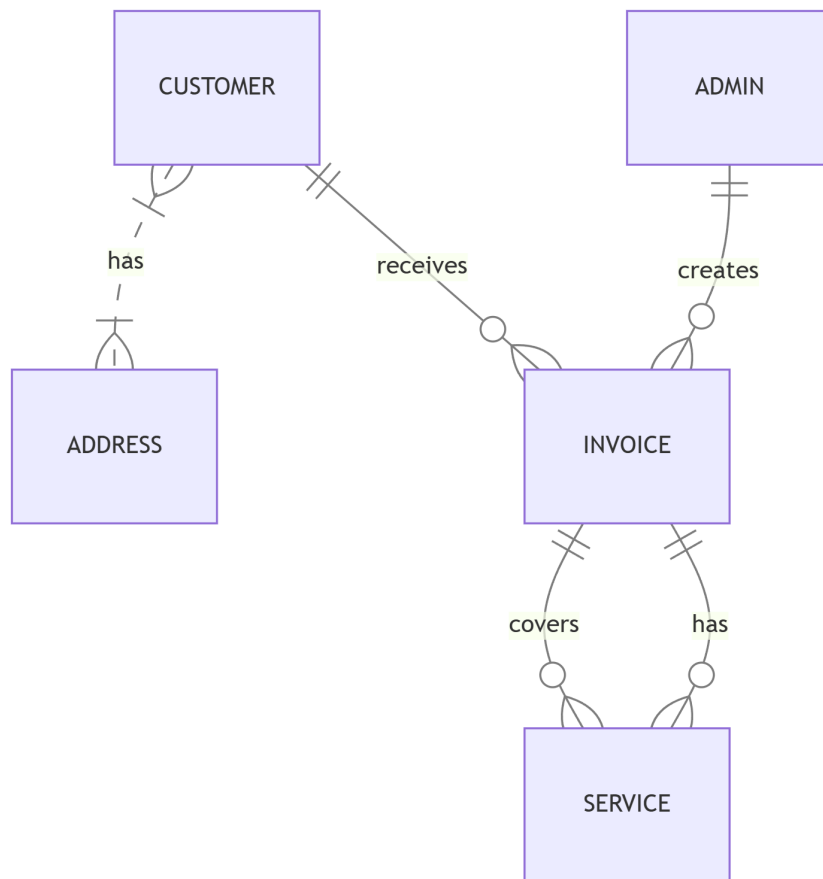 CUSTOMER
ADMIN
has
receives
creates
ADDRESS
INVOICE
covers
has
SERVICE